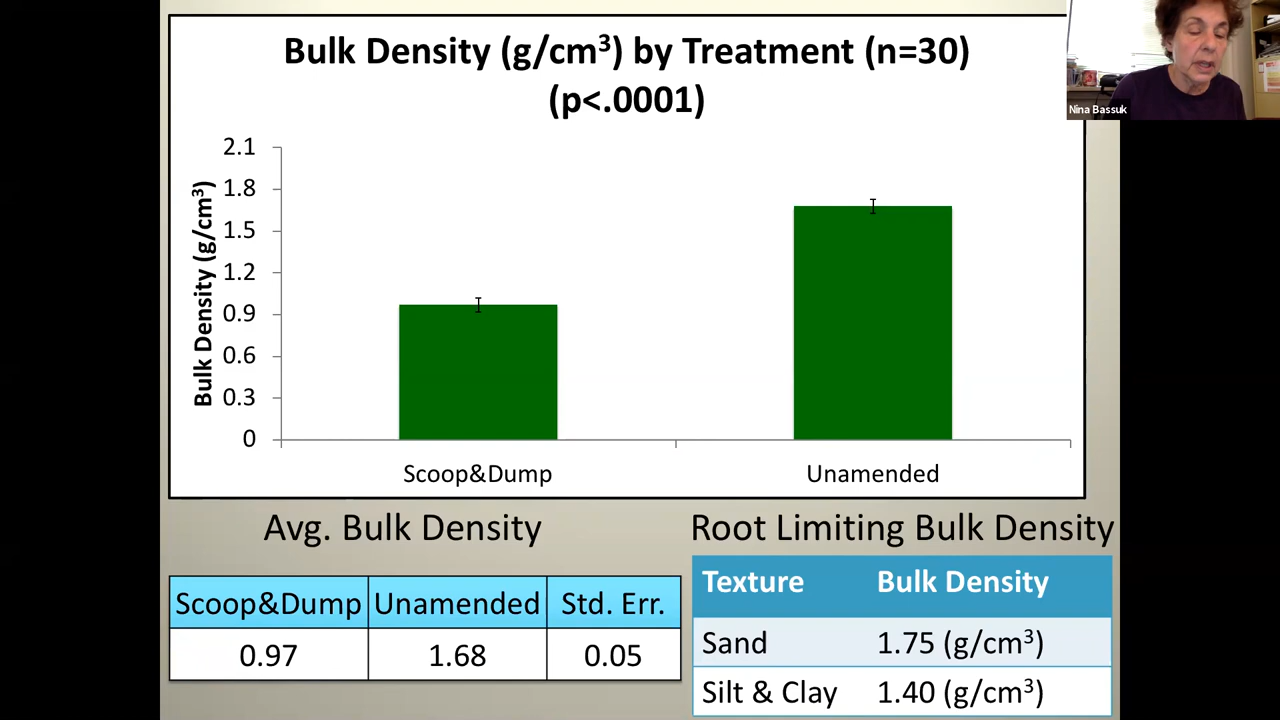 Bulk Density (g/cm³) by Treatment (n=30)
(p<.0001)
Nina Bassuk
Bulk Density (g/cm³)
2.1
1.8
1.5
1.2
0.9
0.6
0.3
0
Scoop&Dump Unamended
Avg. Bulk Density
Scoop&Dump Unamended Std. Err.
0.97 1.68 0.05
Root Limiting Bulk Density
Texture Bulk Density
Sand 1.75 (g/cm³)
Silt & Clay 1.40 (g/cm³)